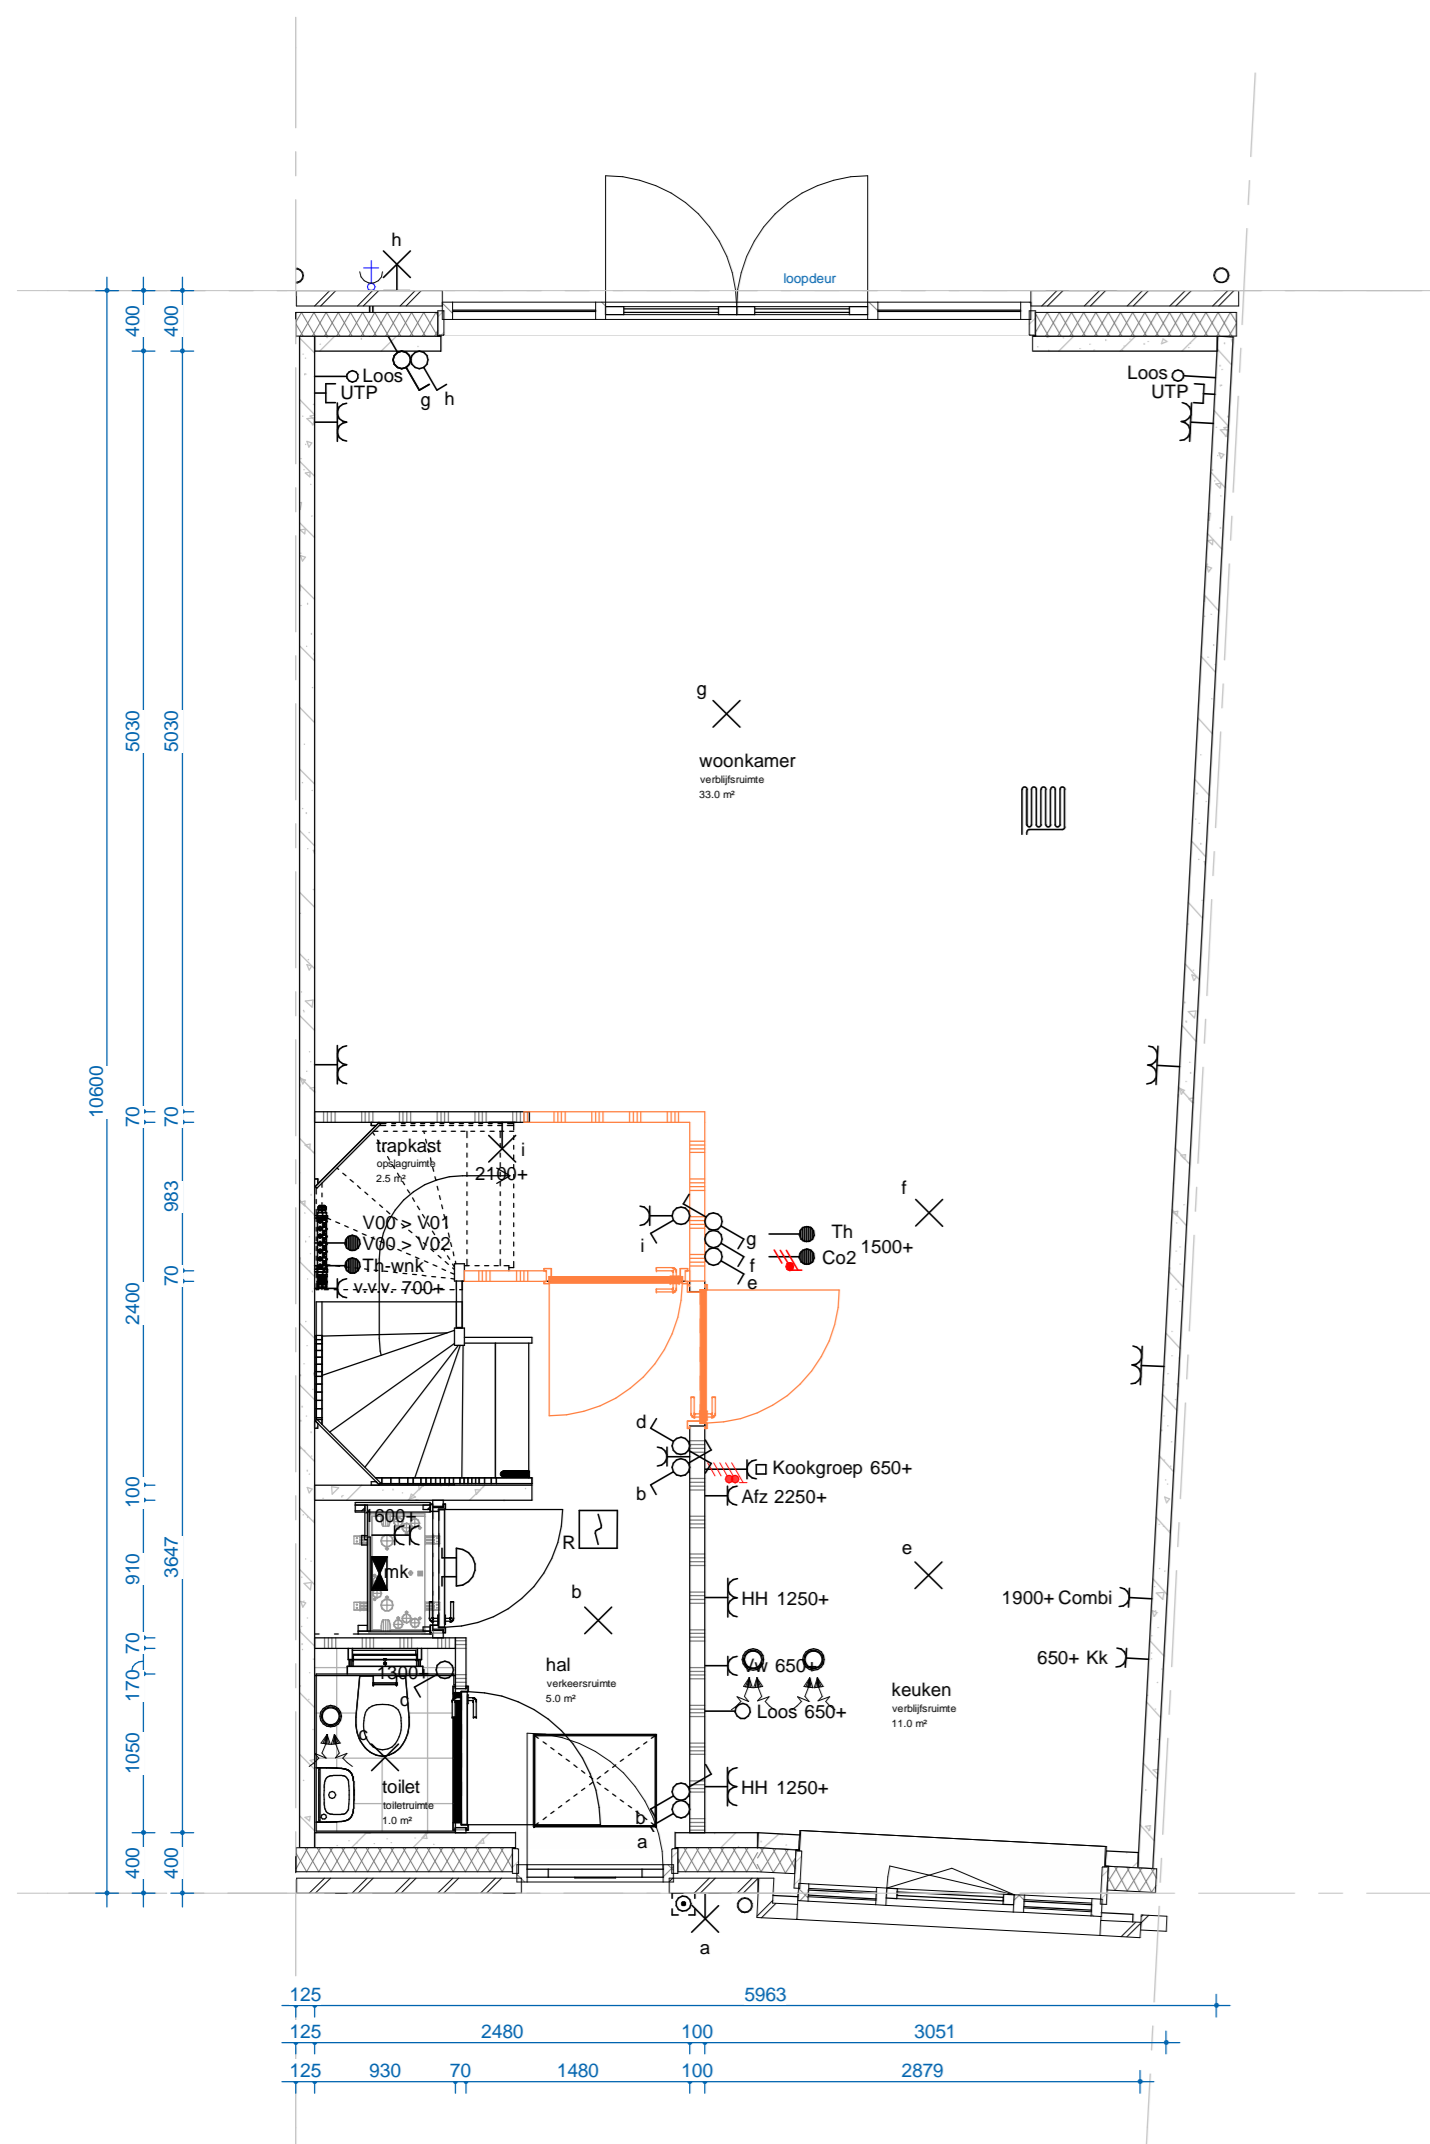 h
loopdeur
400
400
Loos
UTP
g
h
Loos
UTP
5030
5030
g
woonkamer
verblijfsruimte
33.0 m²
10600
70
70
trapkast
opslagruimte
2.5 m²
i
2100+
983
f
V00 > V01
V00 > V02
Th-wnk
v.v.v. 700+
i
g
f
e
Th
Co2
1500+
70
2400
d
b
Kookgroep 650+
Afz 2250+
100
1600+
R
mk
910
3647
b
e
HH 1250+
1900+ Combi
70
170
1300+
c
hal
verkeersruimte
5.0 m²
Vw 650+
650+ Kk
keuken
verblijfsruimte
11.0 m²
Loos 650+
c
1050
toilet
toiletruimte
1.0 m²
HH 1250+
b
a
400
400
a
125
5963
125
2480
100
3051
125
930
70
1480
100
2879